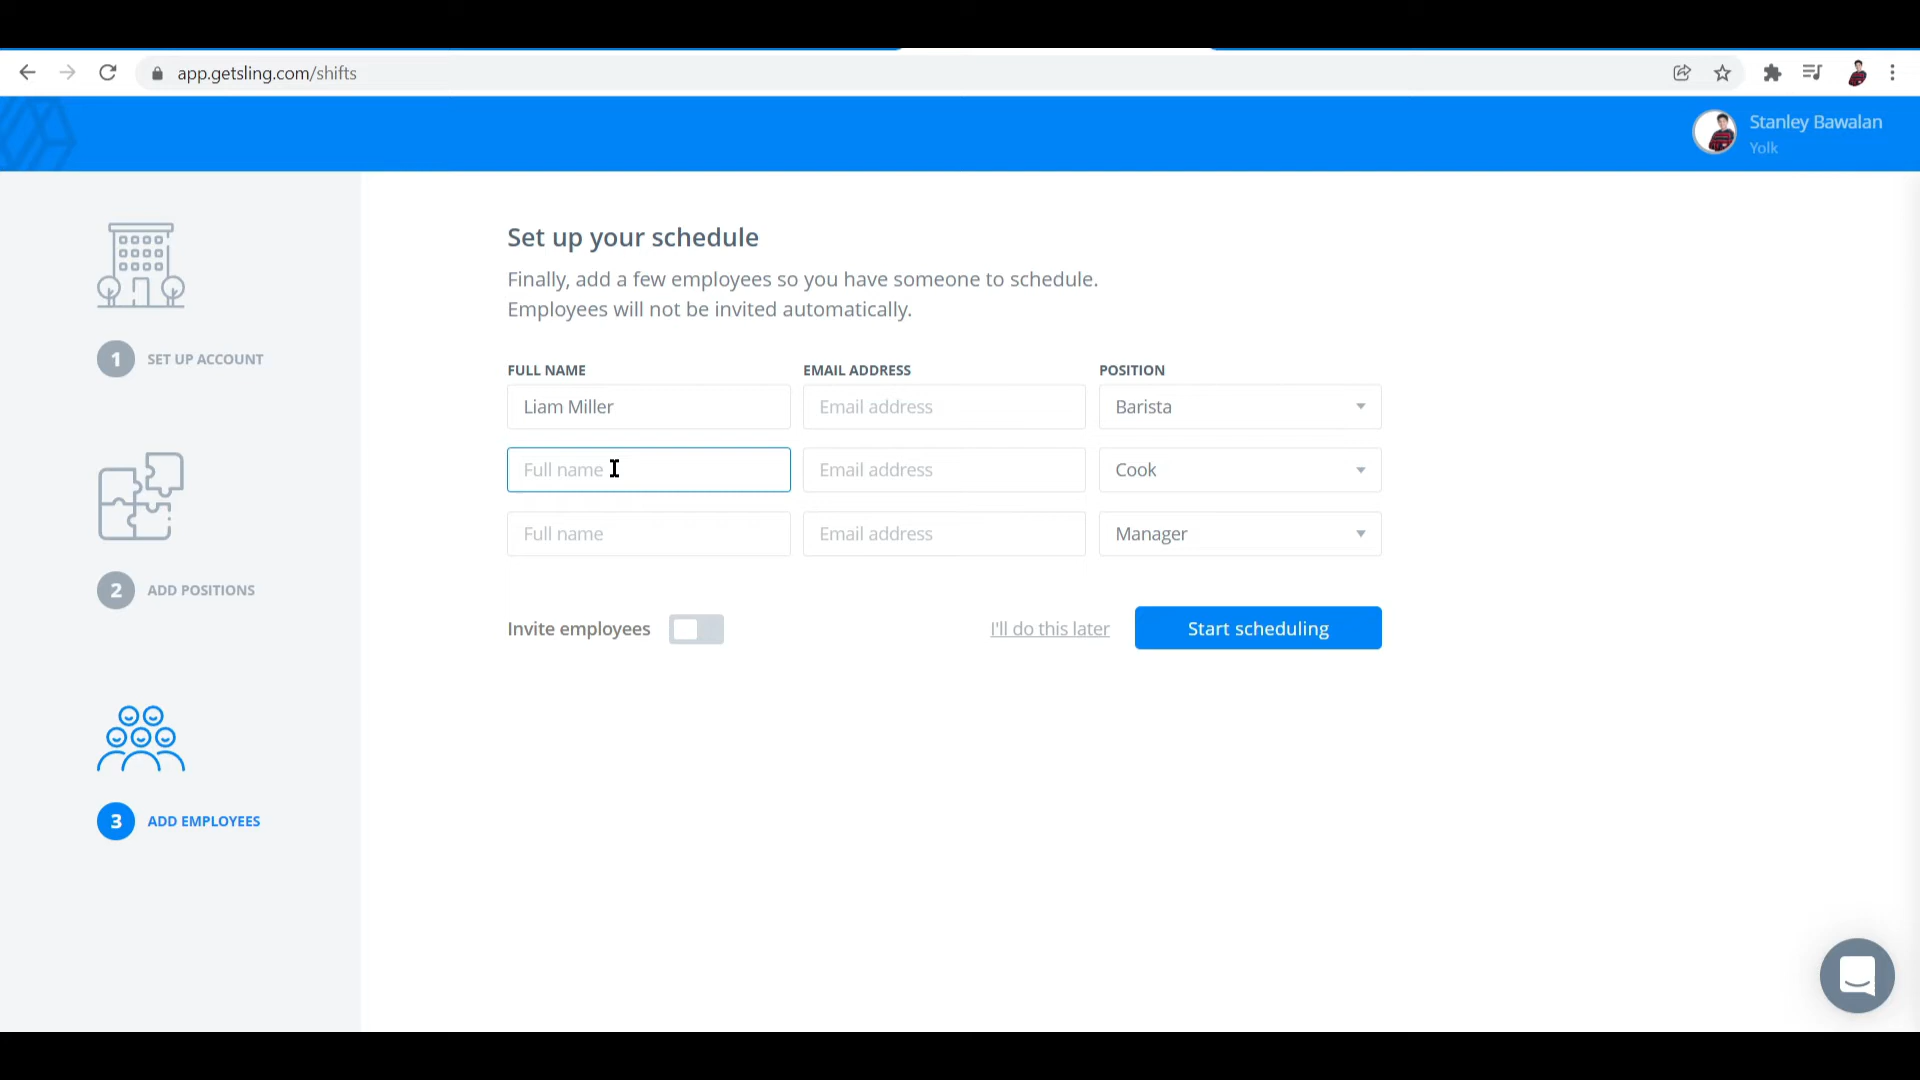 app.getsling.com/shifts
Stanley Bawalan
Yolk
Set up your schedule
Finally, add a few employees so you have someone to schedule.
Employees will not be invited automatically.
1 SET UP ACCOUNT
FULL NAME EMAIL ADDRESS POSITION
Liam Miller Email address Barista
Full name Email address Cook
Full name Email address Manager
2 ADD POSITIONS
Invite employees I'll do this later Start scheduling
3 ADD EMPLOYEES